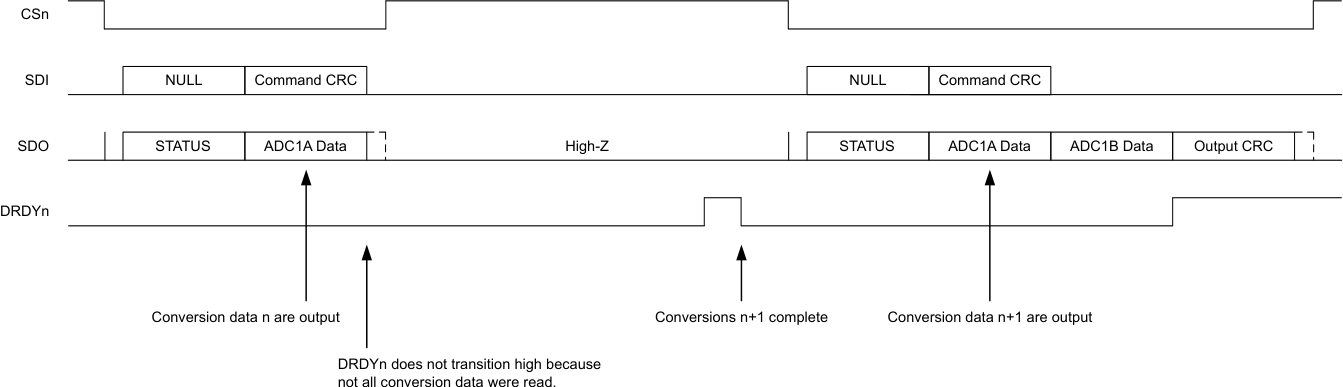 CSn
SDI
NULL
Command CRC
NULL
Command CRC
SDO
STATUS
ADC1A Data
High-Z
STATUS
ADC1A Data
ADC1B Data
Output CRC
DRDYn
Conversion data n are output
Conversions n+1 complete
Conversion data n+1 are output
DRDYn does not transition high because
not all conversion data were read.